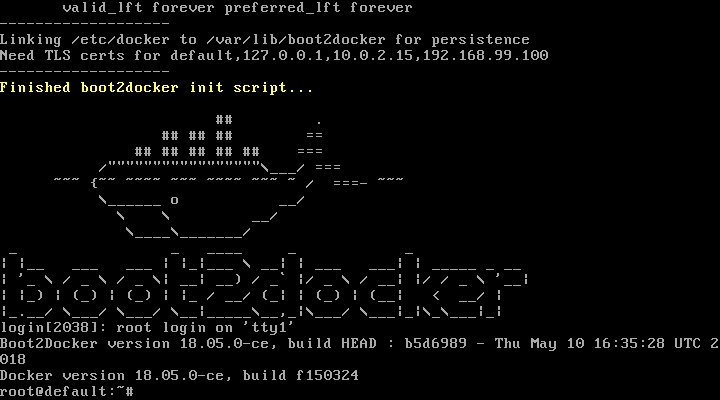 valid_lft forever preferred_lft forever
-------------------
Linking /etc/docker to /var/lib/boot2docker for persistence
Need TLS certs for default,127.0.0.1,10.0.2.15,192.168.99.100
-------------------
Finished boot2docker init script...
boot2docker
login[2038]: root login on 'tty1'
Boot2Docker version 18.05.0-ce, build HEAD : b5d6989 - Thu May 10 16:35:28 UTC 2
018
Docker version 18.05.0-ce, build f150324
root@default:~#